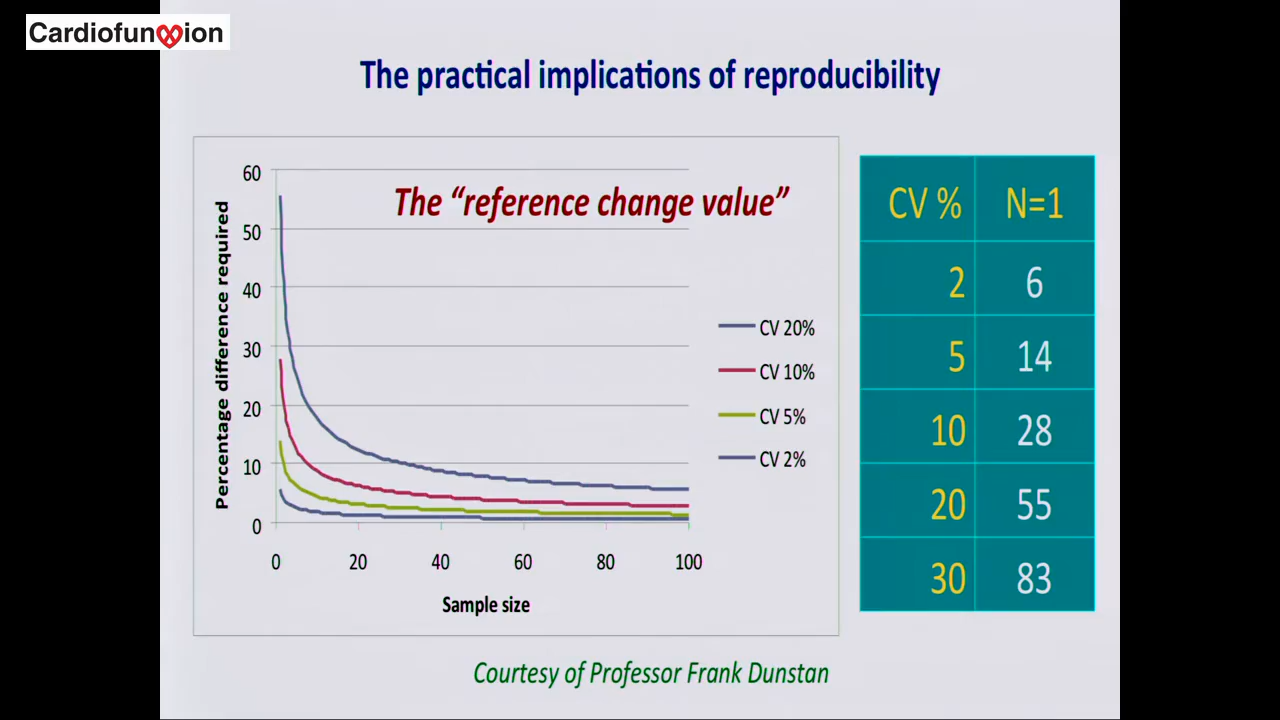 Cardiofunxion
The practical implications of reproducibility
The “reference change value”
Percentage difference required
60
50
40
30
20
10
0
0 20 40 60 80 100
Sample size
CV 20%
CV 10%
CV 5%
CV 2%
CV % N=1
2 6
5 14
10 28
20 55
30 83
Courtesy of Professor Frank Dunstan